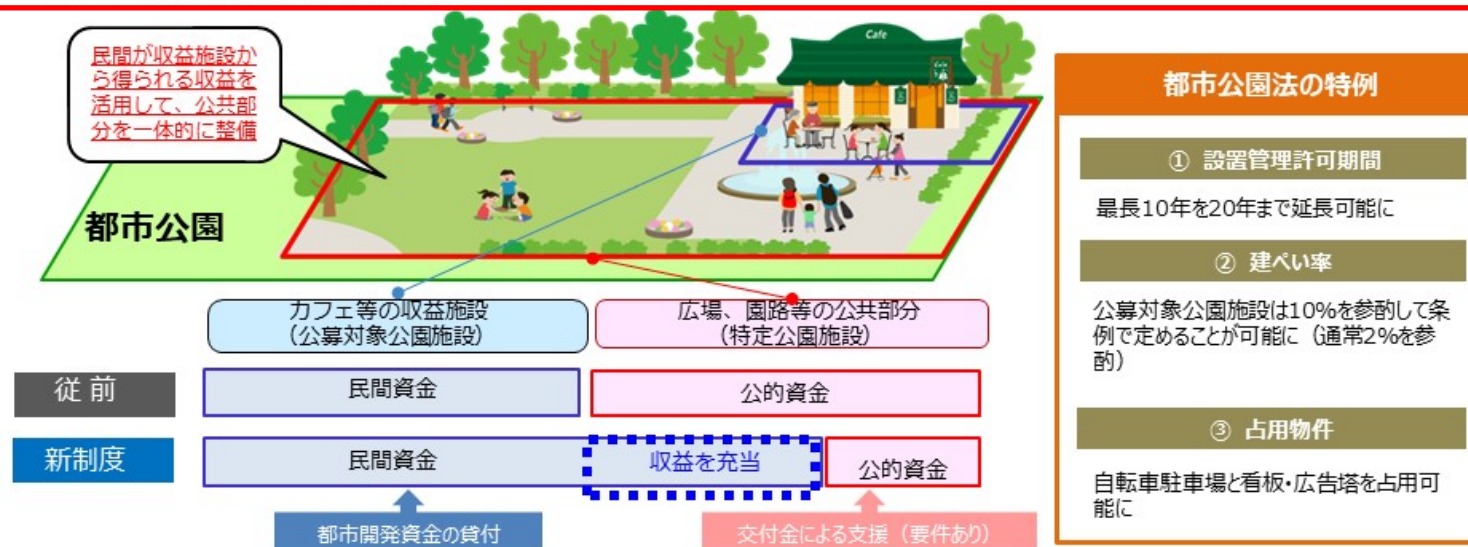 民間が収益施設か
ら得られる収益を
活用して、公共部
分を一体的に整備
Cafe
都市公園
カフェ等の収益施設
（公募対象公園施設）
広場、園路等の公共部分
（特定公園施設）
従 前
民間資金
公的資金
新制度
民間資金
収益を充当
公的資金
都市開発資金の貸付
交付金による支援（要件あり）
都市公園法の特例
① 設置管理許可期間
最長10年を20年まで延長可能に
② 建ぺい率
公募対象公園施設は10%を参酌して条
例で定めることが可能に（通常2%を参
酌）
③ 占用物件
自転車駐車場と看板・広告塔を占用可
能に